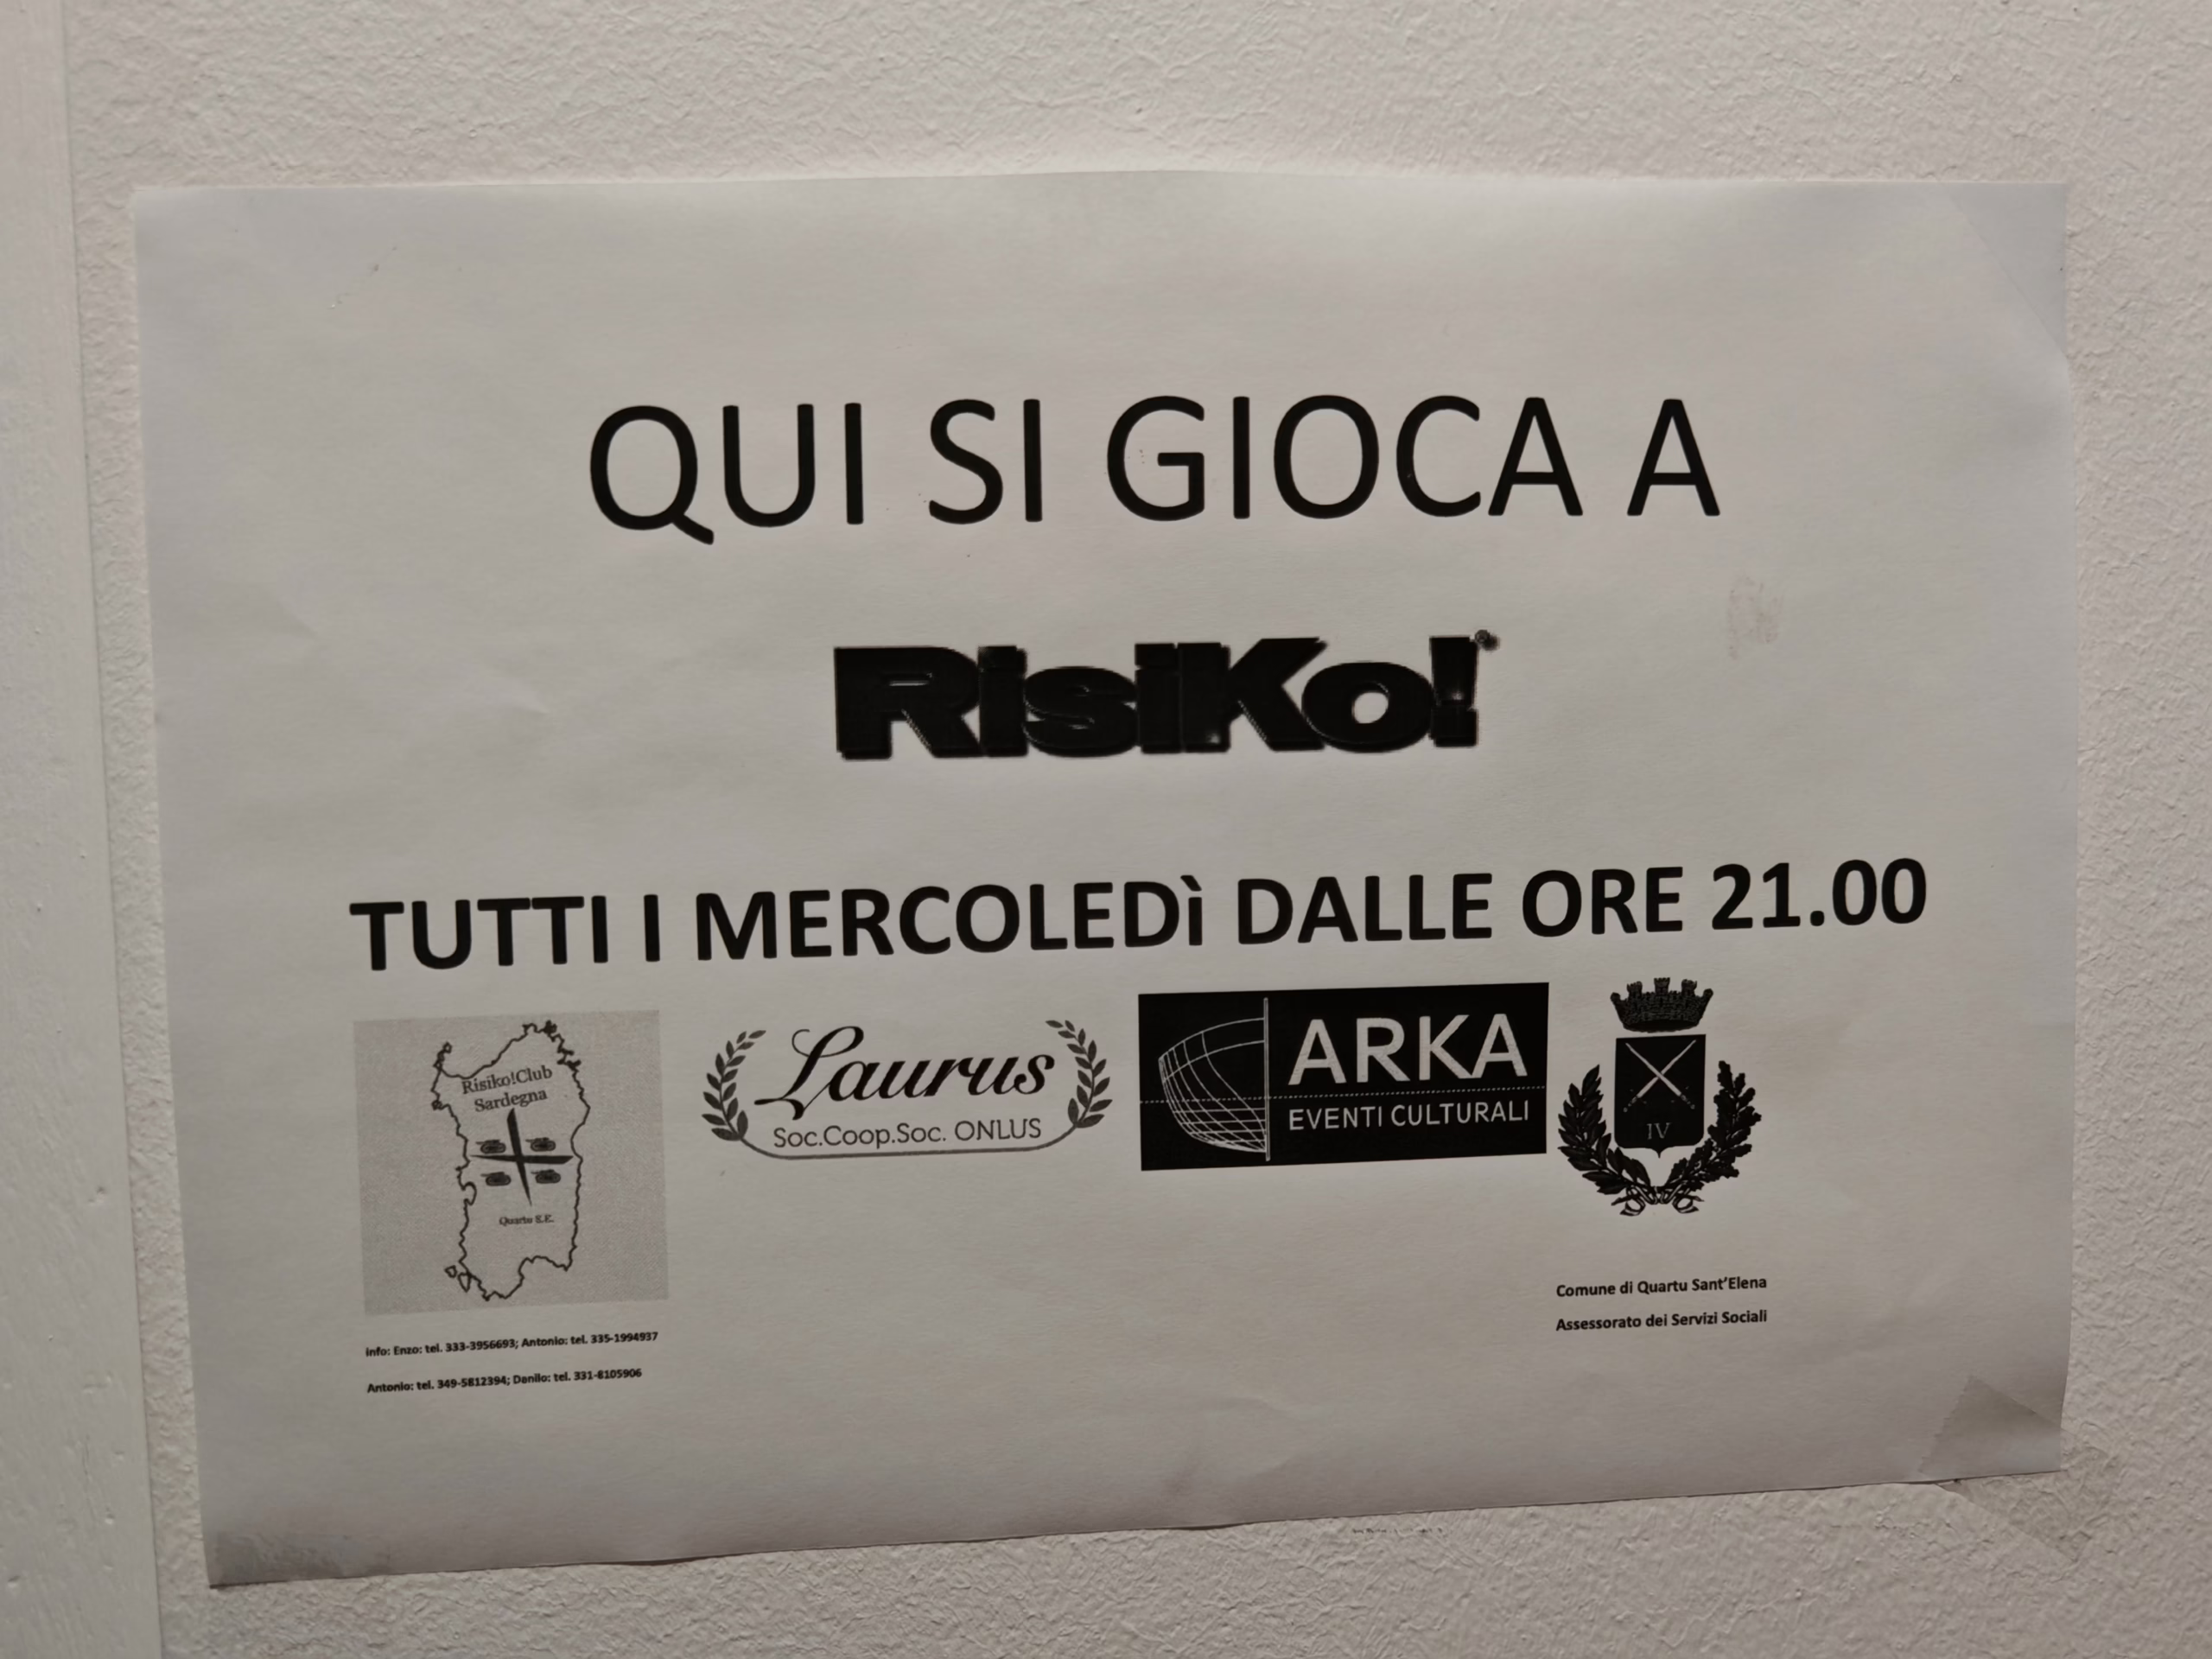 QUI SI GIOCA A
RisiKo!®
TUTTI I MERCOLEDÌ DALLE ORE 21.00
Risiko!Club
Sardegna
Quartu S.E.
Laurus
Soc.Coop.Soc. ONLUS
ARKA
EVENTI CULTURALI
IV
Comune di Quartu Sant'Elena
Assessorato dei Servizi Sociali
info: Enzo: tel. 333-3956693; Antonio: tel. 335-1994937
Antonio: tel. 349-5812394; Danilo: tel. 331-8105906